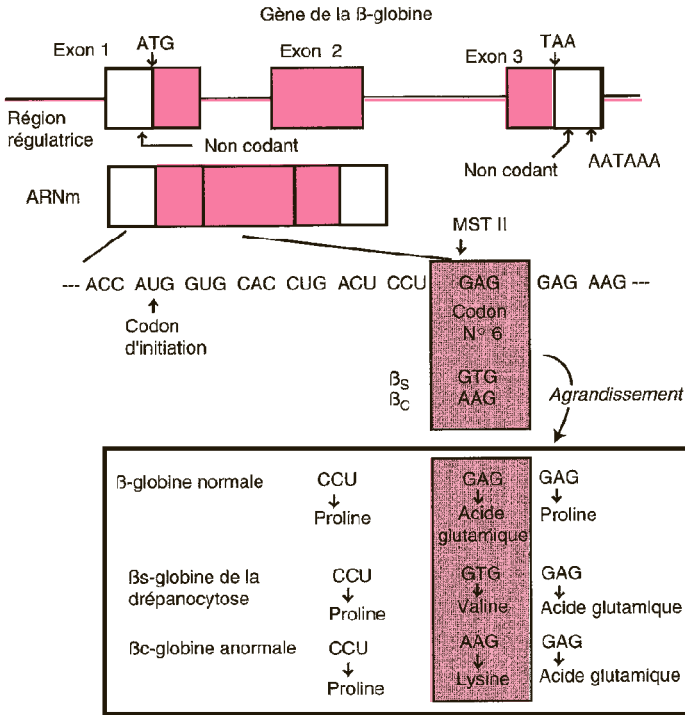 Gène de la ß-globine
Exon 1
ATG
Exon 2
Exon 3
TAA
Région
régulatrice
Non codant
Non codant
AATAAA
ARNm
MST II
--- ACC AUG GUG CAC CUG ACU CCU GAG GAG AAG ---
Codon
d'initiation
Codon
N° 6
ßS GTG
ßC AAG
Agrandissement
ß-globine normale CCU GAG GAG
Proline Acide Proline
glutamique
ßs-globine de la CCU GTG GAG
drépanocytose Proline Valine Acide glutamique
ßc-globine anormale CCU AAG GAG
Proline Lysine Acide glutamique